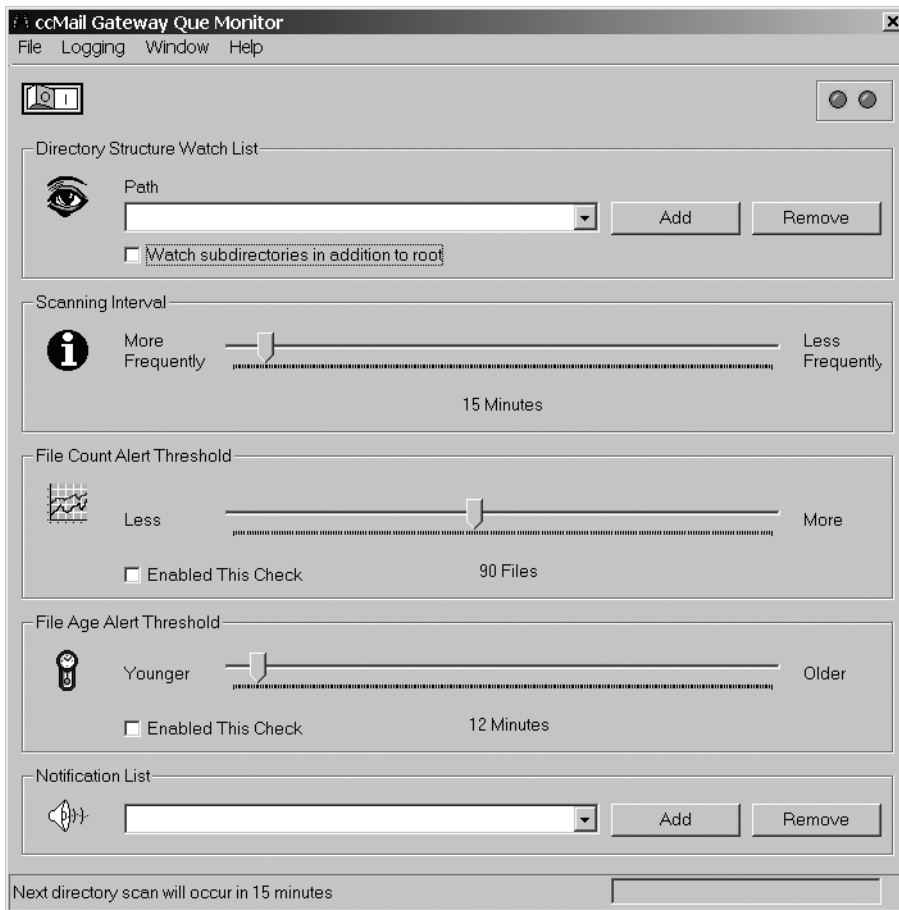 ccMail Gateway Que Monitor
File Logging Window Help
Directory Structure Watch List
Path
Add Remove
Watch subdirectories in addition to root
Scanning Interval
More Frequently
Less Frequently
15 Minutes
File Count Alert Threshold
Less
More
Enabled This Check
90 Files
File Age Alert Threshold
Younger
Older
Enabled This Check
12 Minutes
Notification List
Add Remove
Next directory scan will occur in 15 minutes